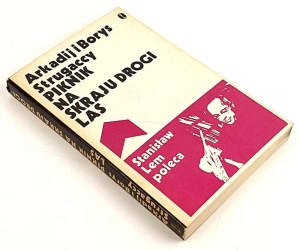 Arkadij i Borys
Strugaccy
PIKNIK
NA
SKRAJU DROGI
LAS
Stanisław
Lem
poleca